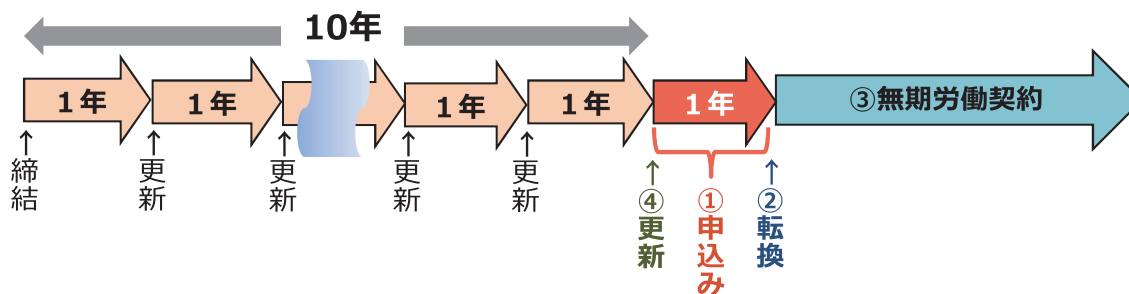 10年
1年
1年
1年
1年
1年
③無期労働契約
↑締結
↑更新
↑更新
↑更新
↑更新
↑④更新
①申込み
↑②転換